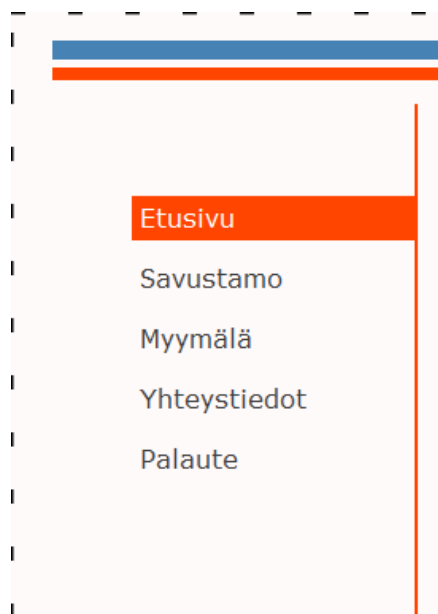 Etusivu
Savustamo
Myymälä
Yhteystiedot
Palaute